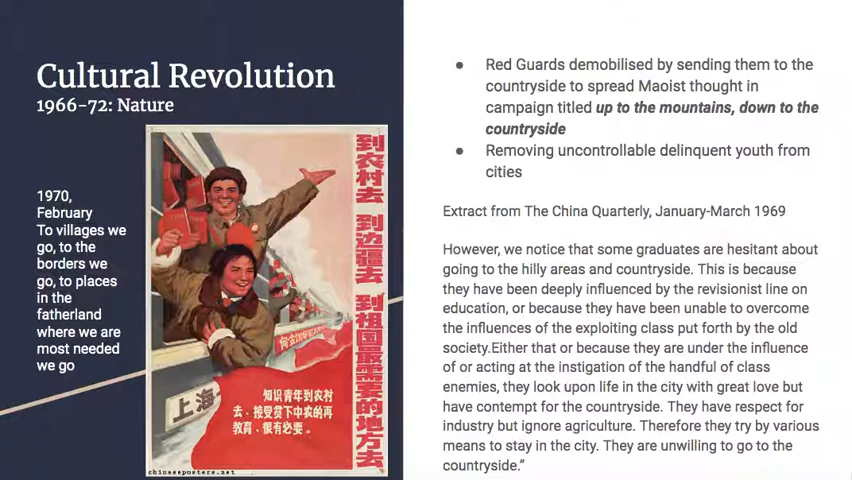 Cultural Revolution
1966-72: Nature
1970,
February
To villages we
go, to the
borders we
go, to places
in the
fatherland
where we are
most needed
we go
到农村去 到边疆去 到祖国最需要的地方去
上海
知识青年到农村
去，接受贫下中农的再
教育，很有必要。
chineseposters.net
● Red Guards demobilised by sending them to the
countryside to spread Maoist thought in
campaign titled up to the mountains, down to the
countryside
● Removing uncontrollable delinquent youth from
cities
Extract from The China Quarterly, January-March 1969
However, we notice that some graduates are hesitant about
going to the hilly areas and countryside. This is because
they have been deeply influenced by the revisionist line on
education, or because they have been unable to overcome
the influences of the exploiting class put forth by the old
society.Either that or because they are under the influence
of or acting at the instigation of the handful of class
enemies, they look upon life in the city with great love but
have contempt for the countryside. They have respect for
industry but ignore agriculture. Therefore they try by various
means to stay in the city. They are unwilling to go to the
countryside.”